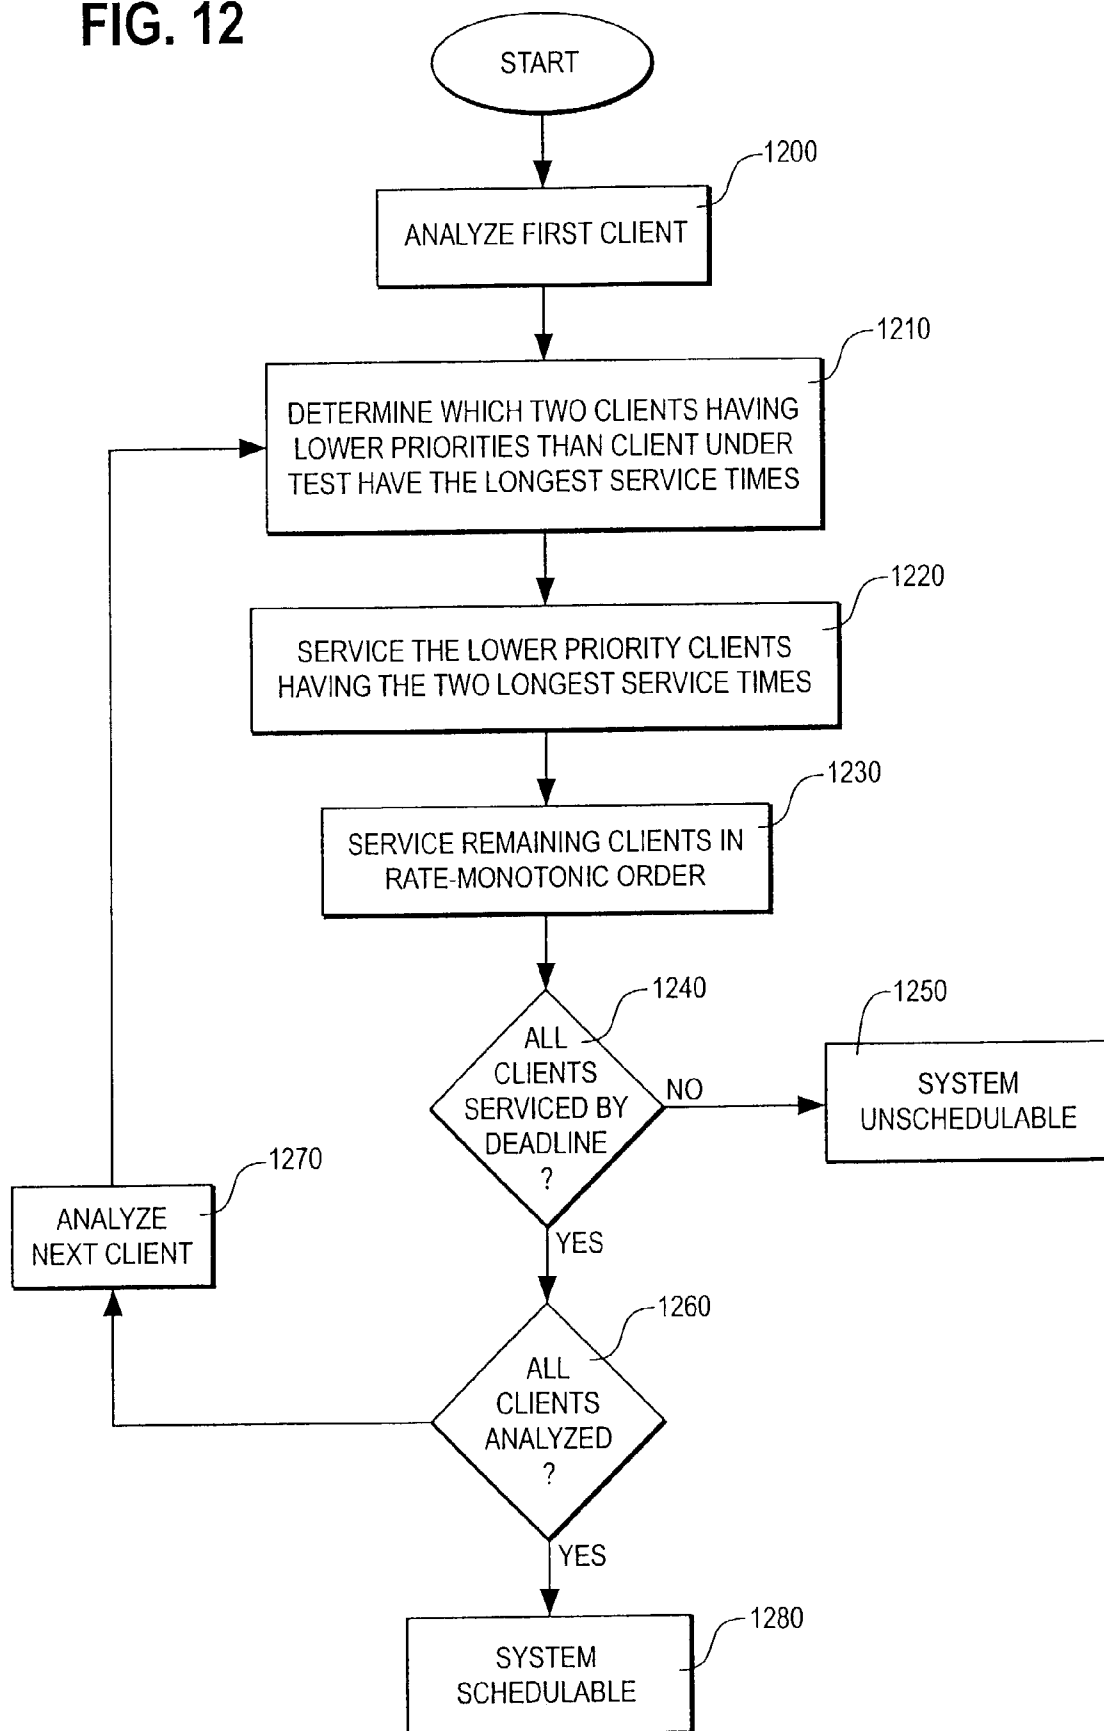 FIG. 12
START
1200
ANALYZE FIRST CLIENT
1210
DETERMINE WHICH TWO CLIENTS HAVING
LOWER PRIORITIES THAN CLIENT UNDER
TEST HAVE THE LONGEST SERVICE TIMES
1220
SERVICE THE LOWER PRIORITY CLIENTS
HAVING THE TWO LONGEST SERVICE TIMES
1230
SERVICE REMAINING CLIENTS IN
RATE-MONOTONIC ORDER
1240
ALL
CLIENTS
SERVICED BY
DEADLINE
?
NO
1250
SYSTEM
UNSCHEDULABLE
YES
1270
ANALYZE
NEXT CLIENT
1260
ALL
CLIENTS
ANALYZED
?
YES
1280
SYSTEM
SCHEDULABLE